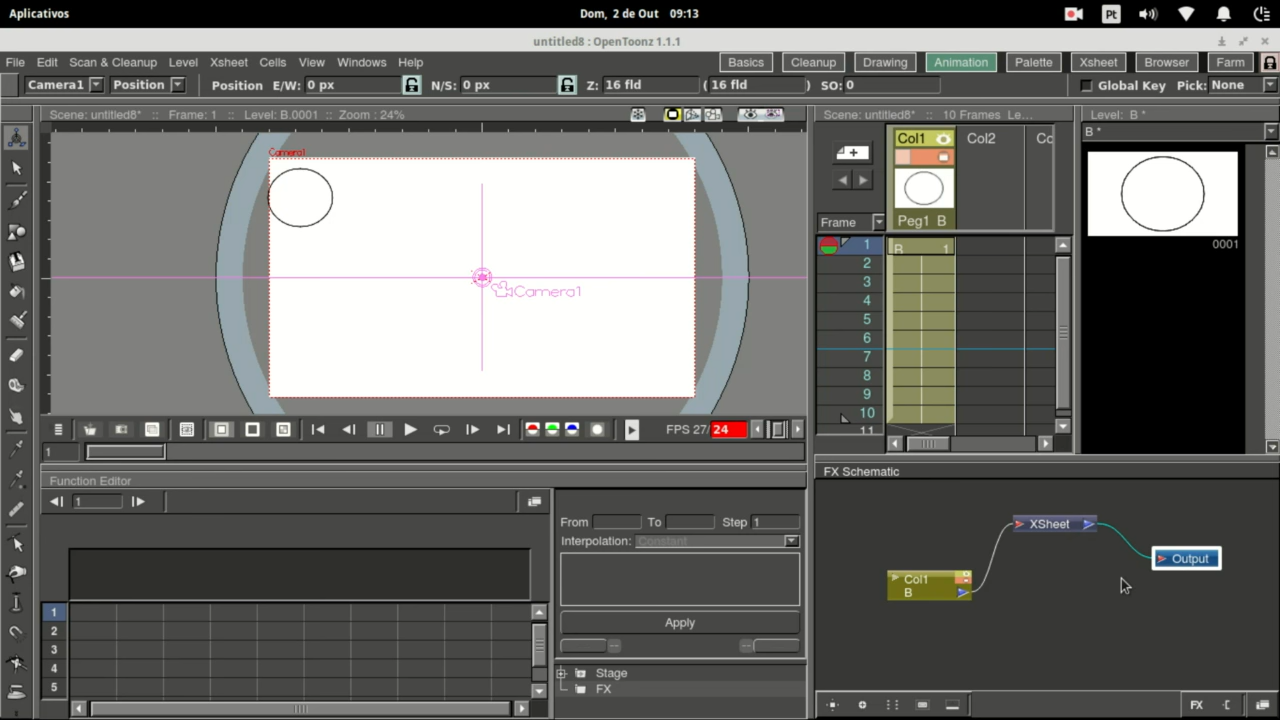 Aplicativos Dom, 2 de Out 09:13 Pt
untitled8 : OpenToonz 1.1.1
File Edit Scan & Cleanup Level Xsheet Cells View Windows Help Basics Cleanup Drawing Animation Palette Xsheet Browser Farm
Camera1 Position Position E/W: 0 px N/S: 0 px Z: 16 fld ( 16 fld ) SO: 0 Global Key Pick: None
Scene: untitled8* :: Frame: 1 :: Level: B.0001 :: Zoom : 24%
Camera1
Camera1
FPS 27/ 24
1
Scene: untitled8* :: 10 Frames Le...
Col1 Col2 Co
Frame Peg1 B
1 B 1
2
3
4
5
6
7
8
9
10
11
Level: B *
B *
0001
Function Editor
1
1
2
3
4
5
From To Step 1
Interpolation: Constant
Apply
Stage
FX
FX Schematic
XSheet
Output
Col1
B
FX